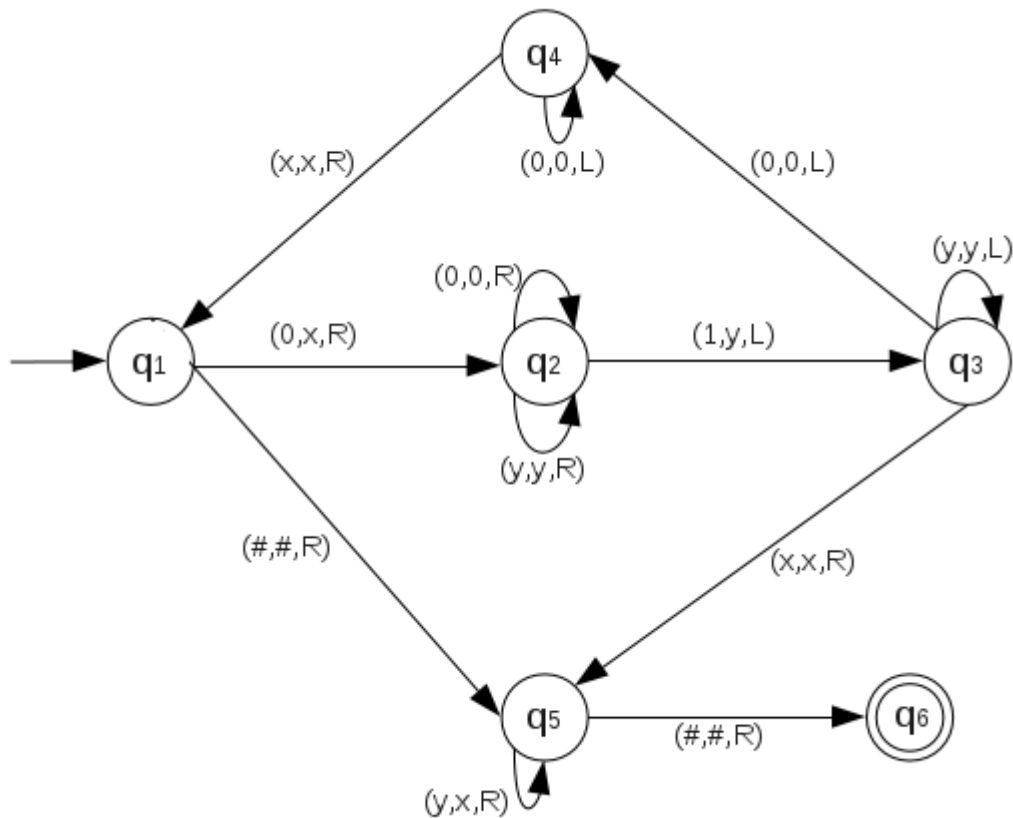 q4
(x,x,R)
(0,0,L)
(0,0,L)
(y,y,L)
(0,0,R)
(0,x,R)
(1,y,L)
q1
q2
q3
(y,y,R)
(#,#,R)
(x,x,R)
q5
(#,#,R)
q6
(y,x,R)